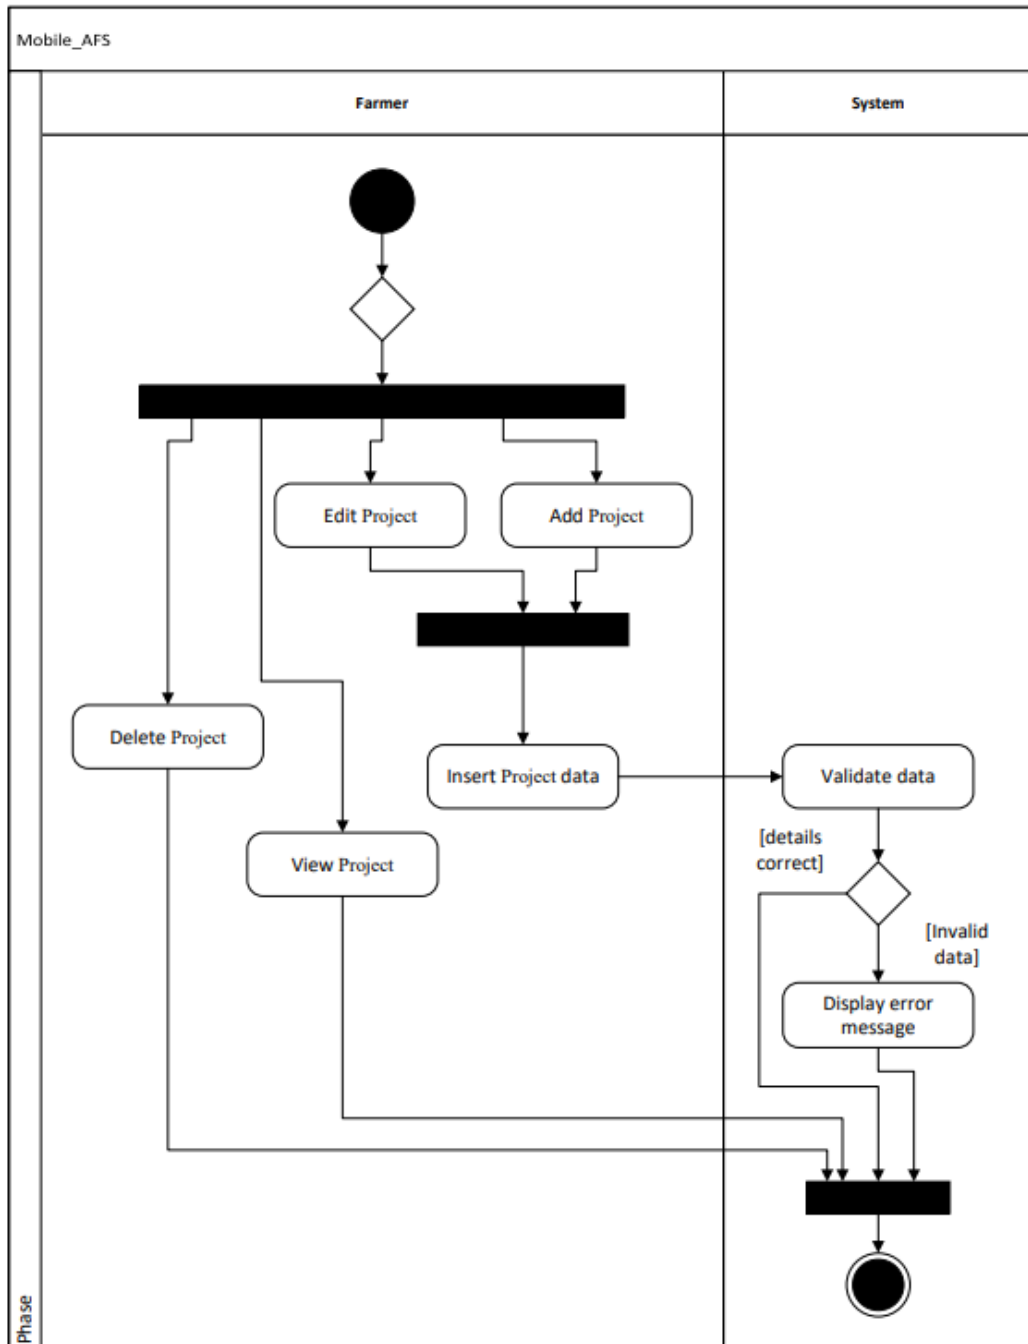 Mobile_AFS
Farmer
System
Edit Project
Add Project
Delete Project
Insert Project data
Validate data
[details
correct]
View Project
[Invalid
data]
Display error
message
Phase